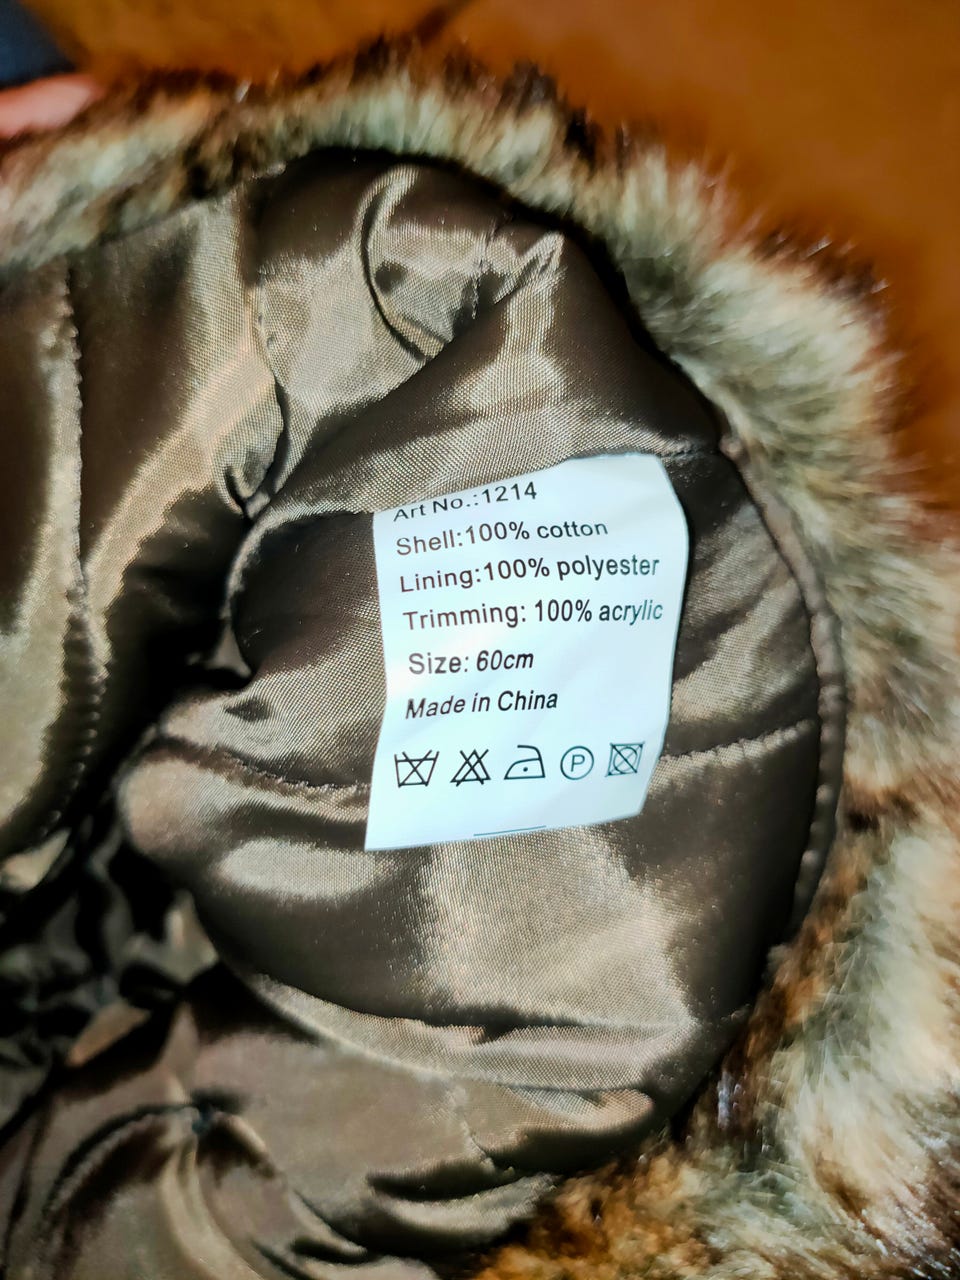 Art No.:1214
Shell:100% cotton
Lining:100% polyester
Trimming: 100% acrylic
Size: 60cm
Made in China
P